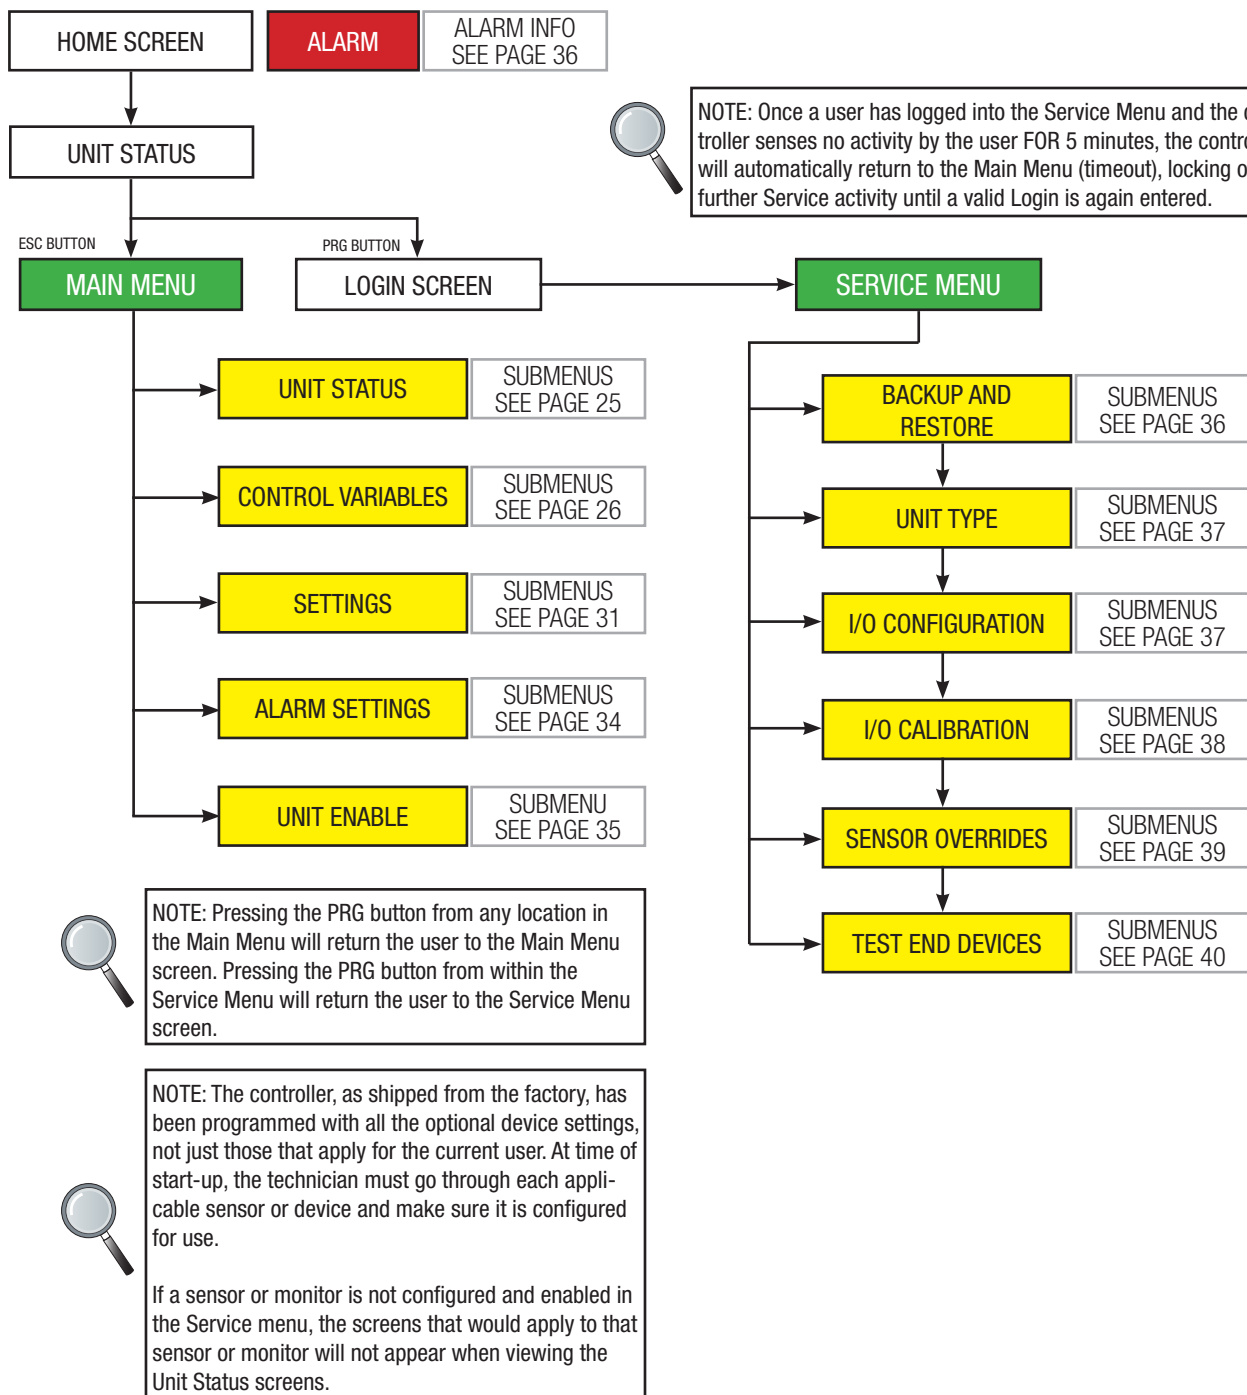 HOME SCREEN
ALARM
ALARM INFO
SEE PAGE 36
UNIT STATUS
NOTE: Once a user has logged into the Service Menu and the
troller senses no activity by the user FOR 5 minutes, the
will automatically return to the Main Menu (timeout), locking
further Service activity until a valid Login is again entered.
ESC BUTTON
PRG BUTTON
MAIN MENU
LOGIN SCREEN
SERVICE MENU
UNIT STATUS
SUBMENUS
SEE PAGE 25
CONTROL VARIABLES
SUBMENUS
SEE PAGE 26
SETTINGS
SUBMENUS
SEE PAGE 31
ALARM SETTINGS
SUBMENUS
SEE PAGE 34
UNIT ENABLE
SUBMENU
SEE PAGE 35
BACKUP AND
RESTORE
SUBMENUS
SEE PAGE 36
UNIT TYPE
SUBMENUS
SEE PAGE 37
I/O CONFIGURATION
SUBMENUS
SEE PAGE 37
I/O CALIBRATION
SUBMENUS
SEE PAGE 38
SENSOR OVERRIDES
SUBMENUS
SEE PAGE 39
TEST END DEVICES
SUBMENUS
SEE PAGE 40
NOTE: Pressing the PRG button from any location in
the Main Menu will return the user to the Main Menu
screen. Pressing the PRG button from within the
Service Menu will return the user to the Service Menu
screen.
NOTE: The controller, as shipped from the factory, has
been programmed with all the optional device settings,
not just those that apply for the current user. At time of
start-up, the technician must go through each appli-
cable sensor or device and make sure it is configured
for use.
If a sensor or monitor is not configured and enabled in
the Service menu, the screens that would apply to that
sensor or monitor will not appear when viewing the
Unit Status screens.